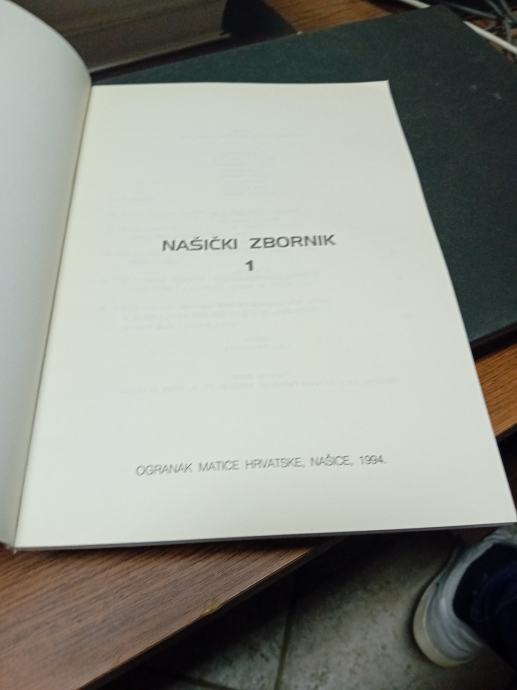 NAŠIČKI ZBORNIK
1
OGRANAK MATICE HRVATSKE, NAŠICE, 1994.